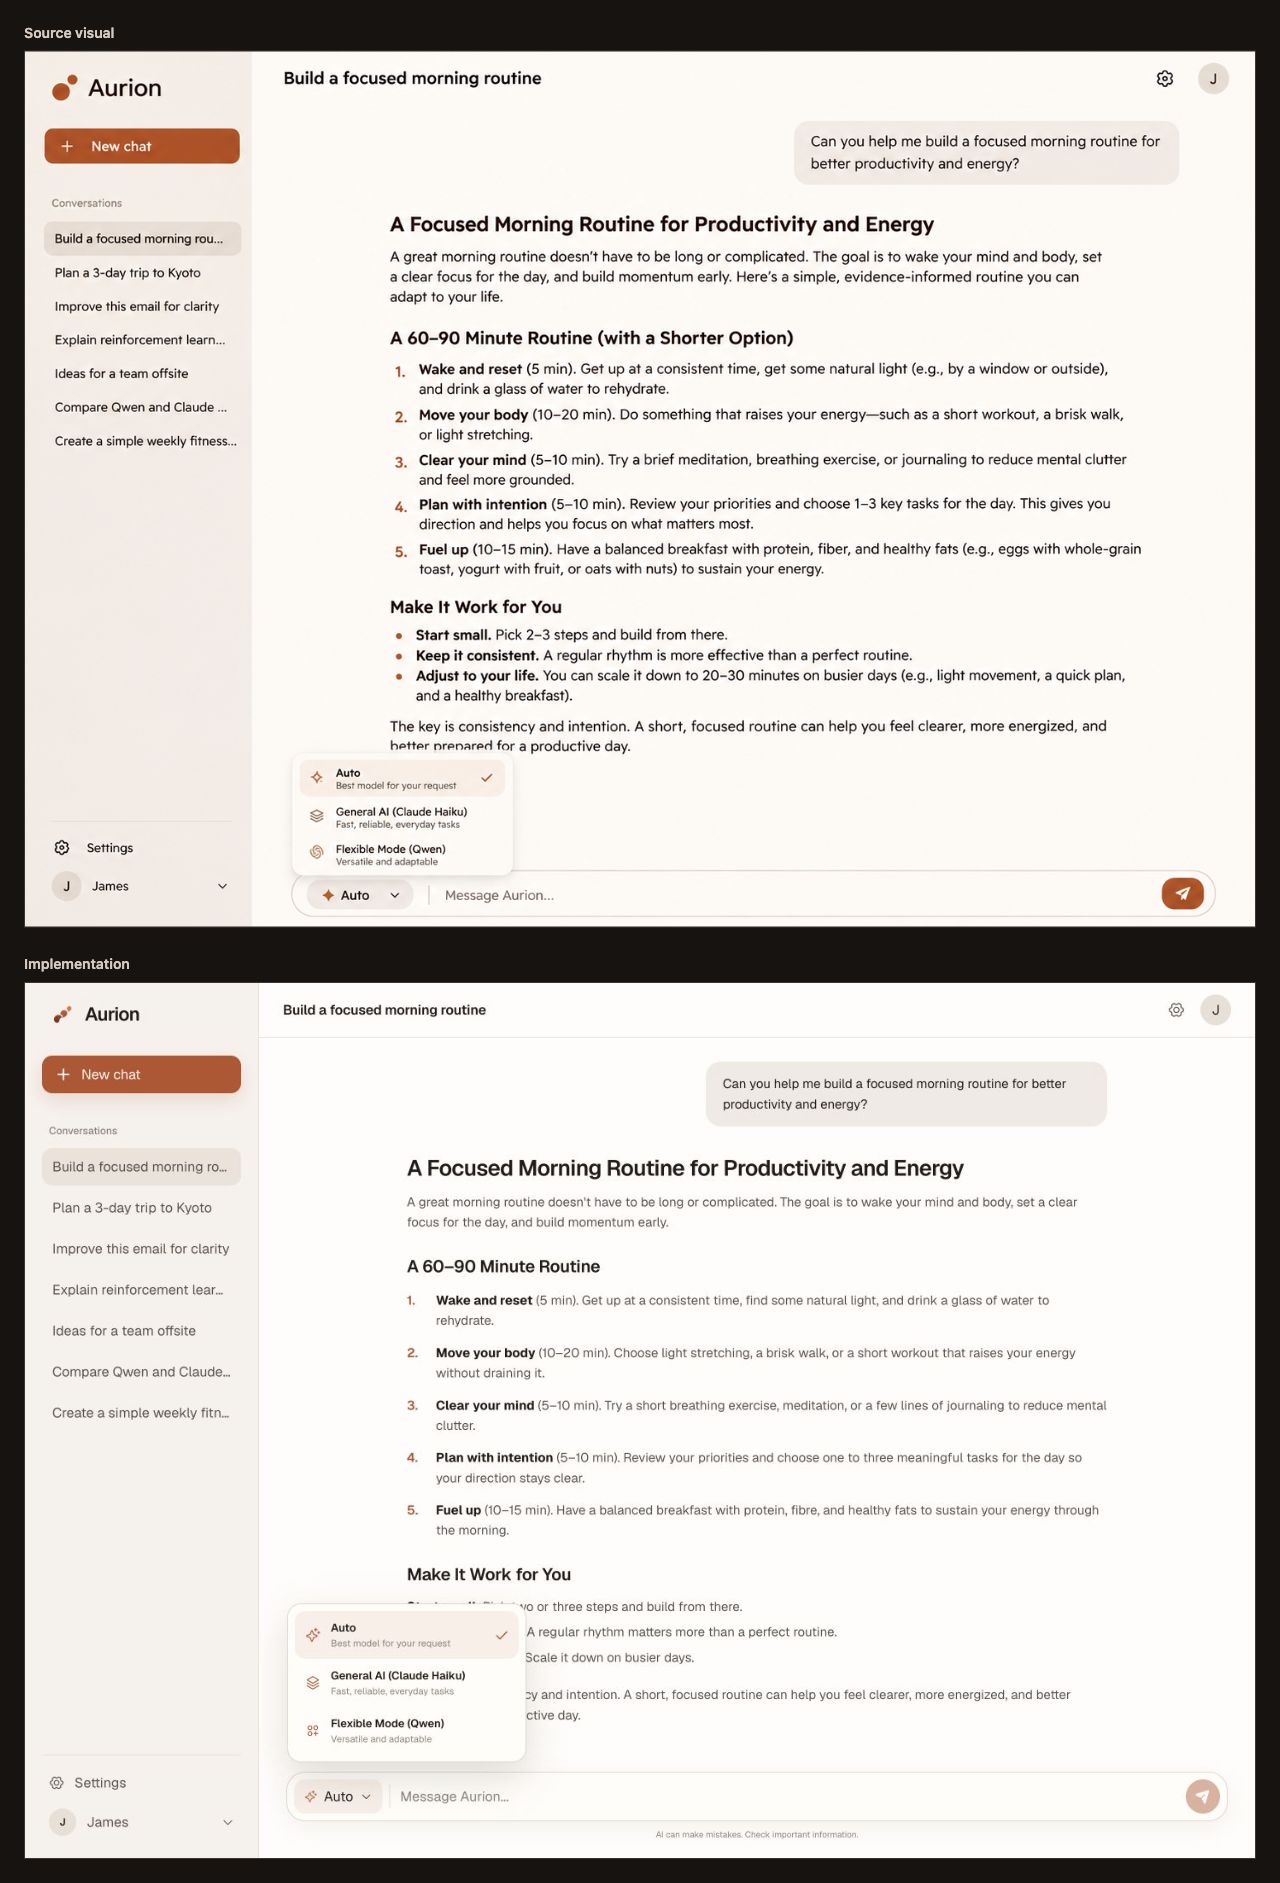 Source visual
Aurion
Build a focused morning routine
J
New chat
Can you help me build a focused morning routine for
better productivity and energy?
Conversations
Build a focused morning rou...
Plan a 3-day trip to Kyoto
Improve this email for clarity
Explain reinforcement learn...
Ideas for a team offsite
Compare Qwen and Claude ...
Create a simple weekly fitness...
A Focused Morning Routine for Productivity and Energy
A great morning routine doesn't have to be long or complicated. The goal is to wake your mind and body, set
a clear focus for the day, and build momentum early. Here's a simple, evidence-informed routine you can
adapt to your life.
A 60–90 Minute Routine (with a Shorter Option)
1. Wake and reset (5 min). Get up at a consistent time, get some natural light (e.g., by a window or outside),
and drink a glass of water to rehydrate.
2. Move your body (10–20 min). Do something that raises your energy—such as a short workout, a brisk walk,
or light stretching.
3. Clear your mind (5–10 min). Try a brief meditation, breathing exercise, or journaling to reduce mental clutter
and feel more grounded.
4. Plan with intention (5–10 min). Review your priorities and choose 1–3 key tasks for the day. This gives you
direction and helps you focus on what matters most.
5. Fuel up (10–15 min). Have a balanced breakfast with protein, fiber, and healthy fats (e.g., eggs with whole-grain
toast, yogurt with fruit, or oats with nuts) to sustain your energy.
Make It Work for You
• Start small. Pick 2–3 steps and build from there.
• Keep it consistent. A regular rhythm is more effective than a perfect routine.
• Adjust to your life. You can scale it down to 20–30 minutes on busier days (e.g., light movement, a quick plan,
and a healthy breakfast).
The key is consistency and intention. A short, focused routine can help you feel clearer, more energized, and
better prepared for a productive day.
Auto
Best model for your request
General AI (Claude Haiku)
Fast, reliable, everyday tasks
Flexible Mode (Qwen)
Versatile and adaptable
Settings
J James
Auto
Message Aurion...
Implementation
Aurion
Build a focused morning routine
J
New chat
Can you help me build a focused morning routine for better
productivity and energy?
Conversations
Build a focused morning ro...
Plan a 3-day trip to Kyoto
Improve this email for clarity
Explain reinforcement lear...
Ideas for a team offsite
Compare Qwen and Claude...
Create a simple weekly fitn...
A Focused Morning Routine for Productivity and Energy
A great morning routine doesn't have to be long or complicated. The goal is to wake your mind and body, set a clear
focus for the day, and build momentum early.
A 60–90 Minute Routine
1. Wake and reset (5 min). Get up at a consistent time, find some natural light, and drink a glass of water to
rehydrate.
2. Move your body (10–20 min). Choose light stretching, a brisk walk, or a short workout that raises your energy
without draining it.
3. Clear your mind (5–10 min). Try a short breathing exercise, meditation, or a few lines of journaling to reduce mental
clutter.
4. Plan with intention (5–10 min). Review your priorities and choose one to three meaningful tasks for the day so
your direction stays clear.
5. Fuel up (10–15 min). Have a balanced breakfast with protein, fibre, and healthy fats to sustain your energy through
the morning.
Make It Work for You
or three steps and build from there.
A regular rhythm matters more than a perfect routine.
Scale it down on busier days.
and intention. A short, focused routine can help you feel clearer, more energized, and better
day.
Auto
Best model for your request
General AI (Claude Haiku)
Fast, reliable, everyday tasks
Flexible Mode (Qwen)
Versatile and adaptable
Settings
J James
Auto
Message Aurion...
AI can make mistakes. Check important information.